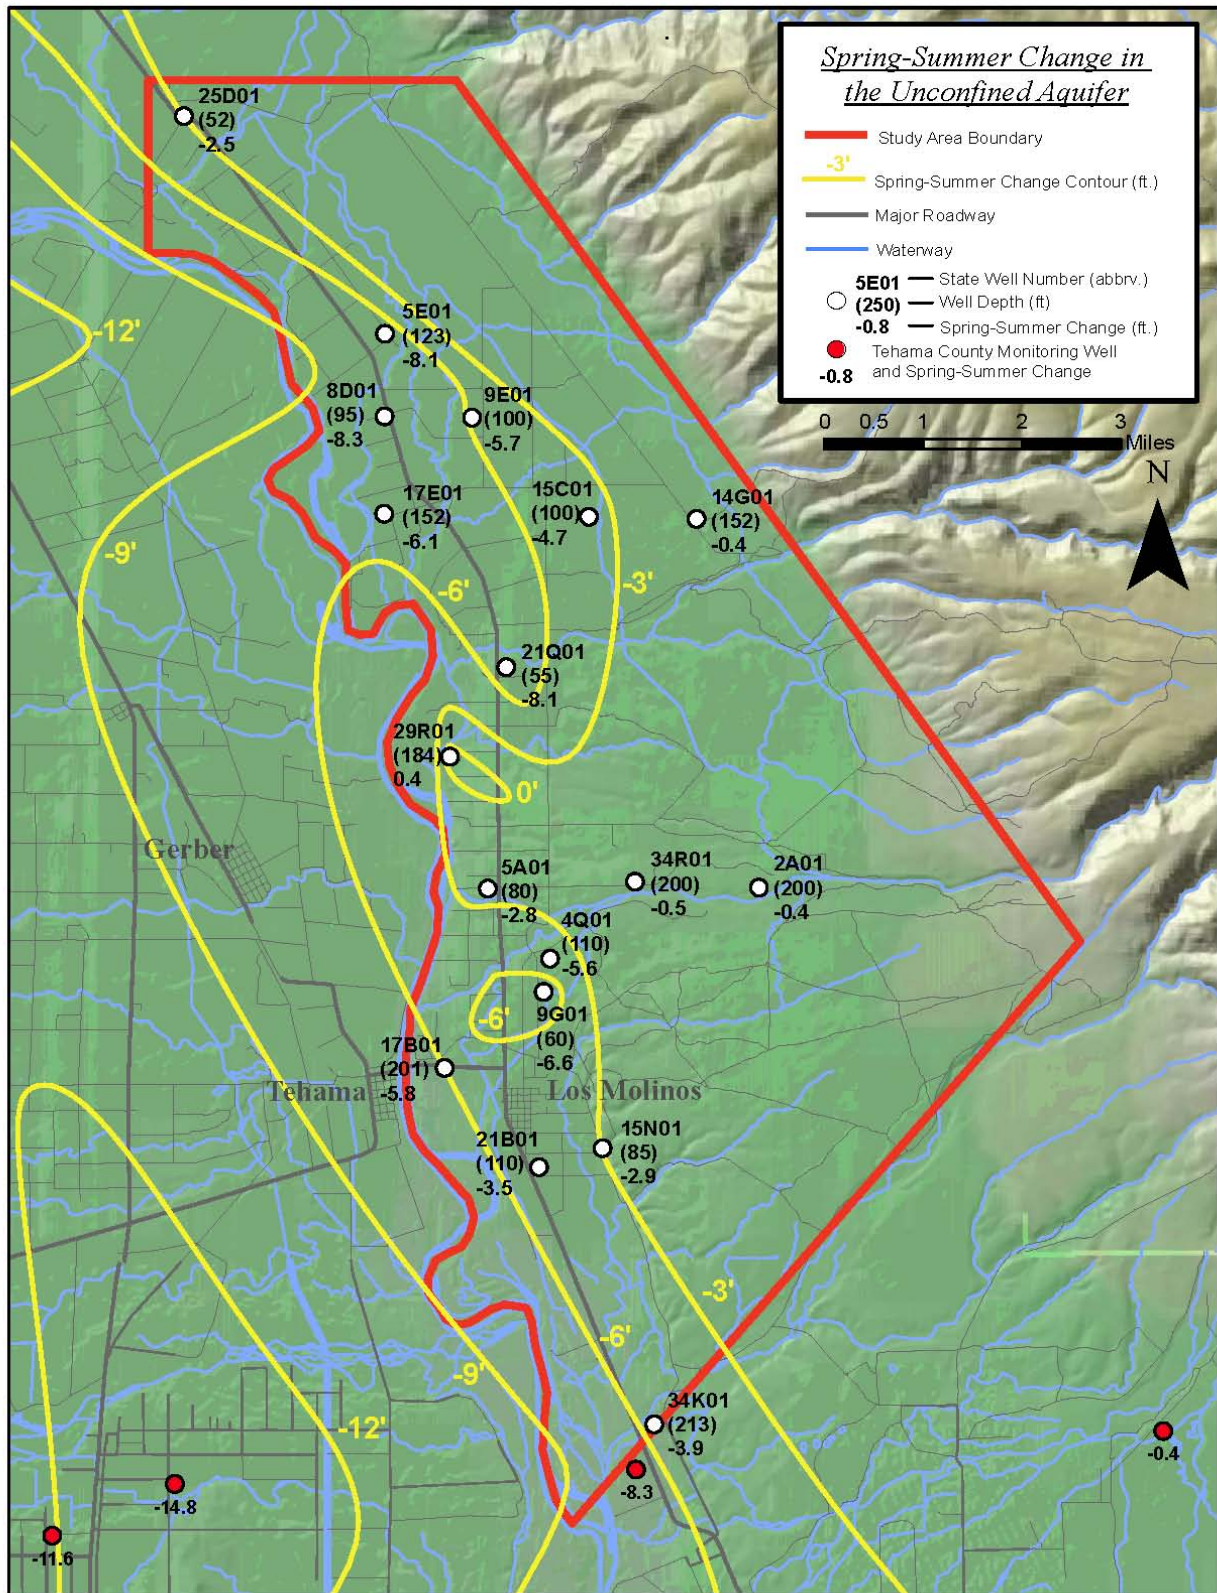 Spring-Summer Change in
the Unconfined Aquifer
Study Area Boundary
-3'
Spring-Summer Change Contour (ft.)
Major Roadway
Waterway
5E01
State Well Number (abbrv.)
(250)
Well Depth (ft)
-0.8
Spring-Summer Change (ft.)
Tehama County Monitoring Well
and Spring-Summer Change
-0.8
0 0.5 1 2 3
Miles
N
25D01
(52)
-2.5
-12'
5E01
(123)
-8.1
8D01
(95)
-8.3
9E01
(100)
-5.7
17E01
(152)
-6.1
15C01
(100)
-4.7
14G01
(152)
-0.4
-9'
-6'
-3'
21Q01
(55)
-8.1
29R01
(184)
0.4
0'
Gerber
5A01
(80)
-2.8
34R01
(200)
-0.5
2A01
(200)
-0.4
4Q01
(110)
-5.6
-6'
9G01
(60)
-6.6
17B01
(201)
-5.8
Tehama
Los Molinos
21B01
(110)
-3.5
15N01
(85)
-2.9
-3'
-6'
-9'
-12'
34K01
(213)
-3.9
-8.3
-0.4
-14.8
-11.6